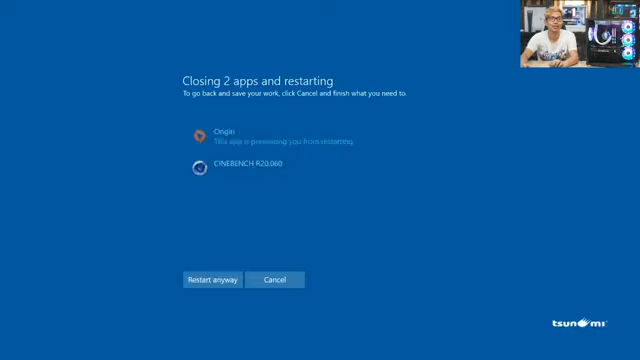 Closing 2 apps and restarting
To go back and save your work, click Cancel and finish what you need to.
Origin
This app is preventing you from restarting.
CINEBENCH R20.060
Restart anyway
Cancel
tsunami